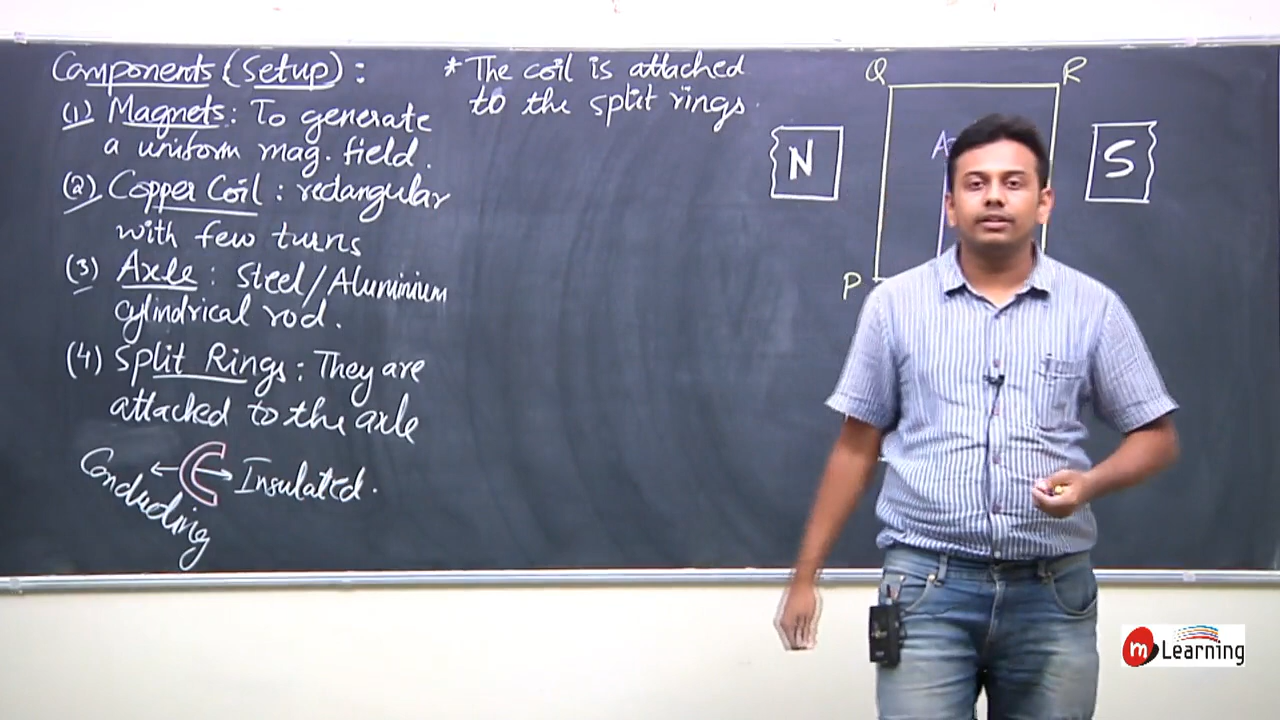 Components (Setup) :
(1) Magnets : To generate
a uniform mag. field.
(2) Copper Coil : rectangular
with few turns
(3) Axle : Steel/Aluminium
cylindrical rod.
(4) Split Rings : They are
attached to the axle
Conducting
Insulated.
* The coil is attached
to the split rings.
Q
R
A
N
S
P
m Learning